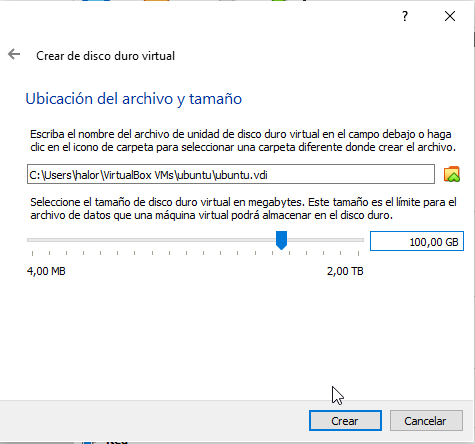 ?
Crear de disco duro virtual
Ubicación del archivo y tamaño
Escriba el nombre del archivo de unidad de disco duro virtual en el campo debajo o haga
clic en el icono de carpeta para seleccionar una carpeta diferente donde crear el archivo.
C:\Users\halor\VirtualBox VMs\ubuntu\ubuntu.vdi
Seleccione el tamaño de disco duro virtual en megabytes. Este tamaño es el límite para el
archivo de datos que una máquina virtual podrá almacenar en el disco duro.
100,00 GB
4,00 MB 2,00 TB
Crear Cancelar